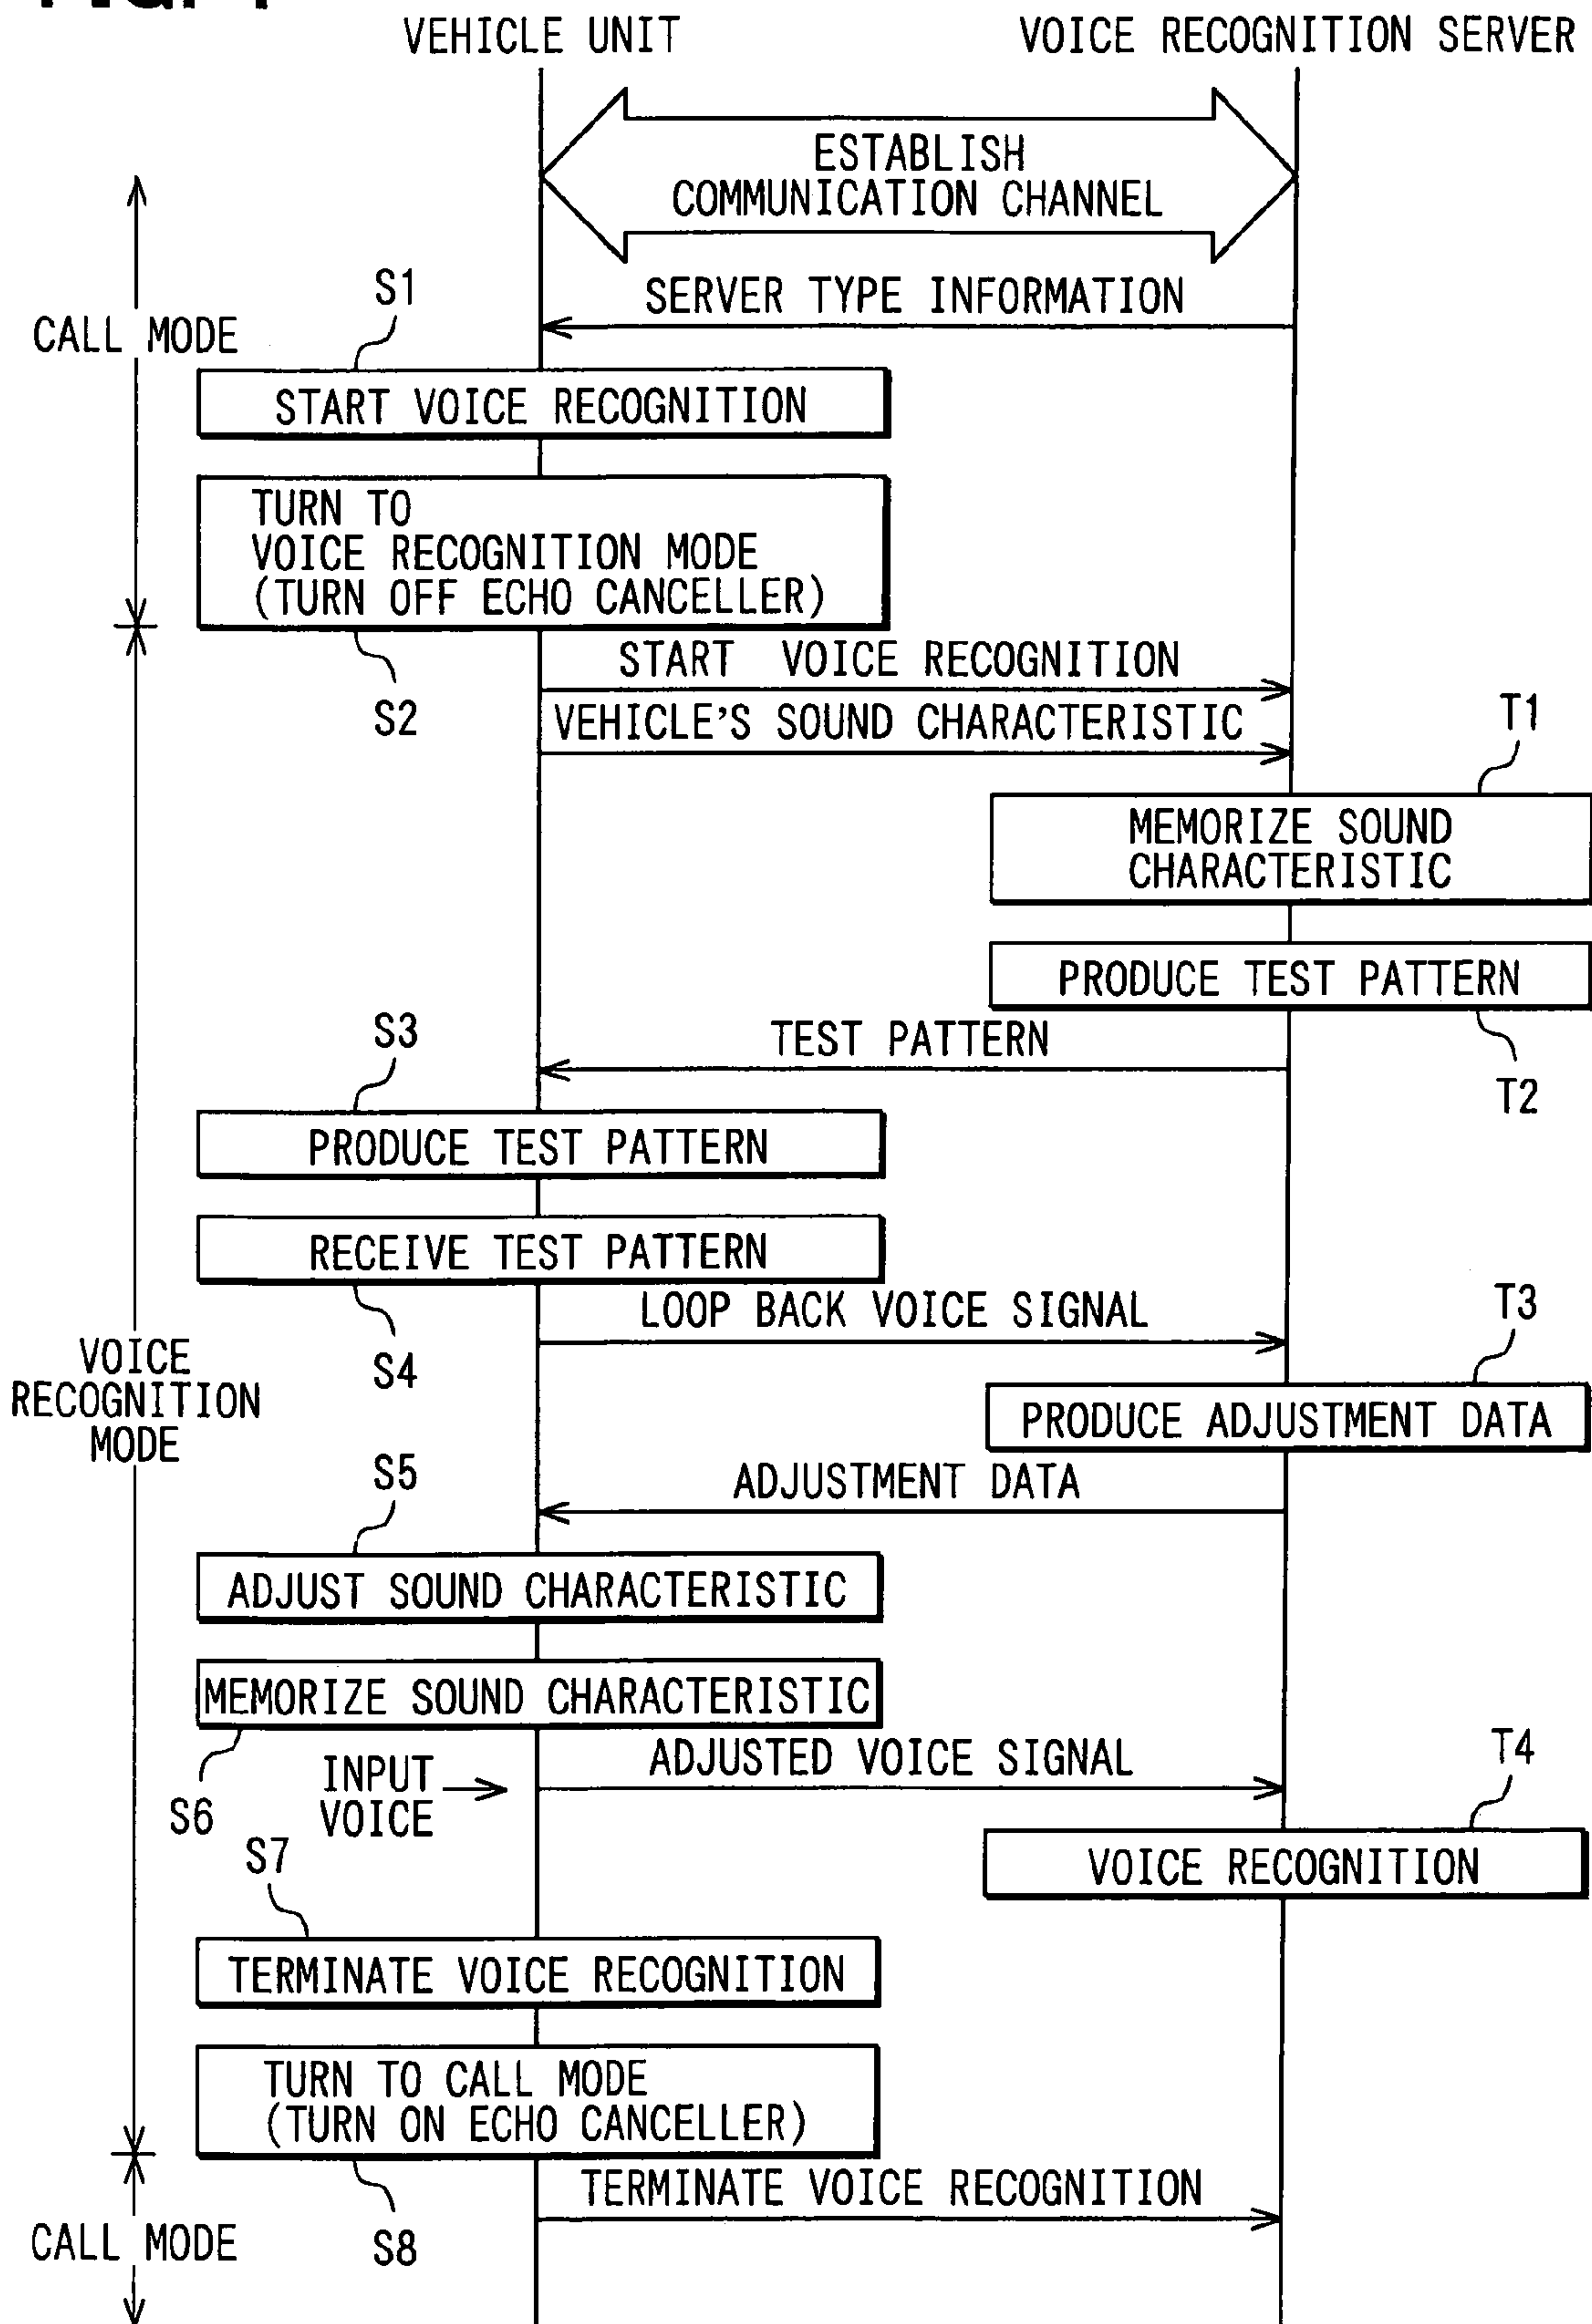 VEHICLE UNIT
VOICE RECOGNITION SERVER
ESTABLISH
COMMUNICATION CHANNEL
SERVER TYPE INFORMATION
S1
CALL MODE
START VOICE RECOGNITION
TURN TO
VOICE RECOGNITION MODE
(TURN OFF ECHO CANCELLER)
START VOICE RECOGNITION
S2
VEHICLE'S SOUND CHARACTERISTIC
T1
MEMORIZE SOUND
CHARACTERISTIC
PRODUCE TEST PATTERN
S3
TEST PATTERN
T2
PRODUCE TEST PATTERN
RECEIVE TEST PATTERN
LOOP BACK VOICE SIGNAL
T3
S4
VOICE
RECOGNITION
MODE
PRODUCE ADJUSTMENT DATA
S5
ADJUSTMENT DATA
ADJUST SOUND CHARACTERISTIC
MEMORIZE SOUND CHARACTERISTIC
ADJUSTED VOICE SIGNAL
T4
INPUT
VOICE
S6
S7
VOICE RECOGNITION
TERMINATE VOICE RECOGNITION
TURN TO CALL MODE
(TURN ON ECHO CANCELLER)
TERMINATE VOICE RECOGNITION
CALL MODE
S8